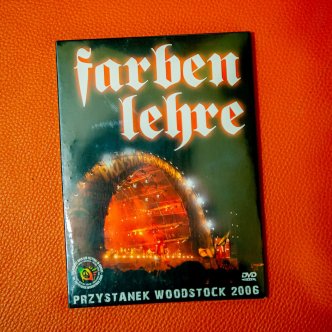 farben
lehre
DVD
PRZYSTANEK WOODSTOCK 2006